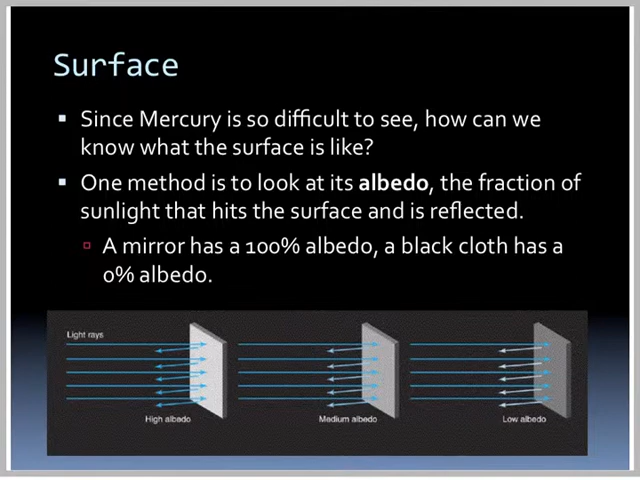 Surface
▪ Since Mercury is so difficult to see, how can we
know what the surface is like?
▪ One method is to look at its albedo, the fraction of
sunlight that hits the surface and is reflected.
▫ A mirror has a 100% albedo, a black cloth has a
0% albedo.
Light rays
High albedo
Medium albedo
Low albedo